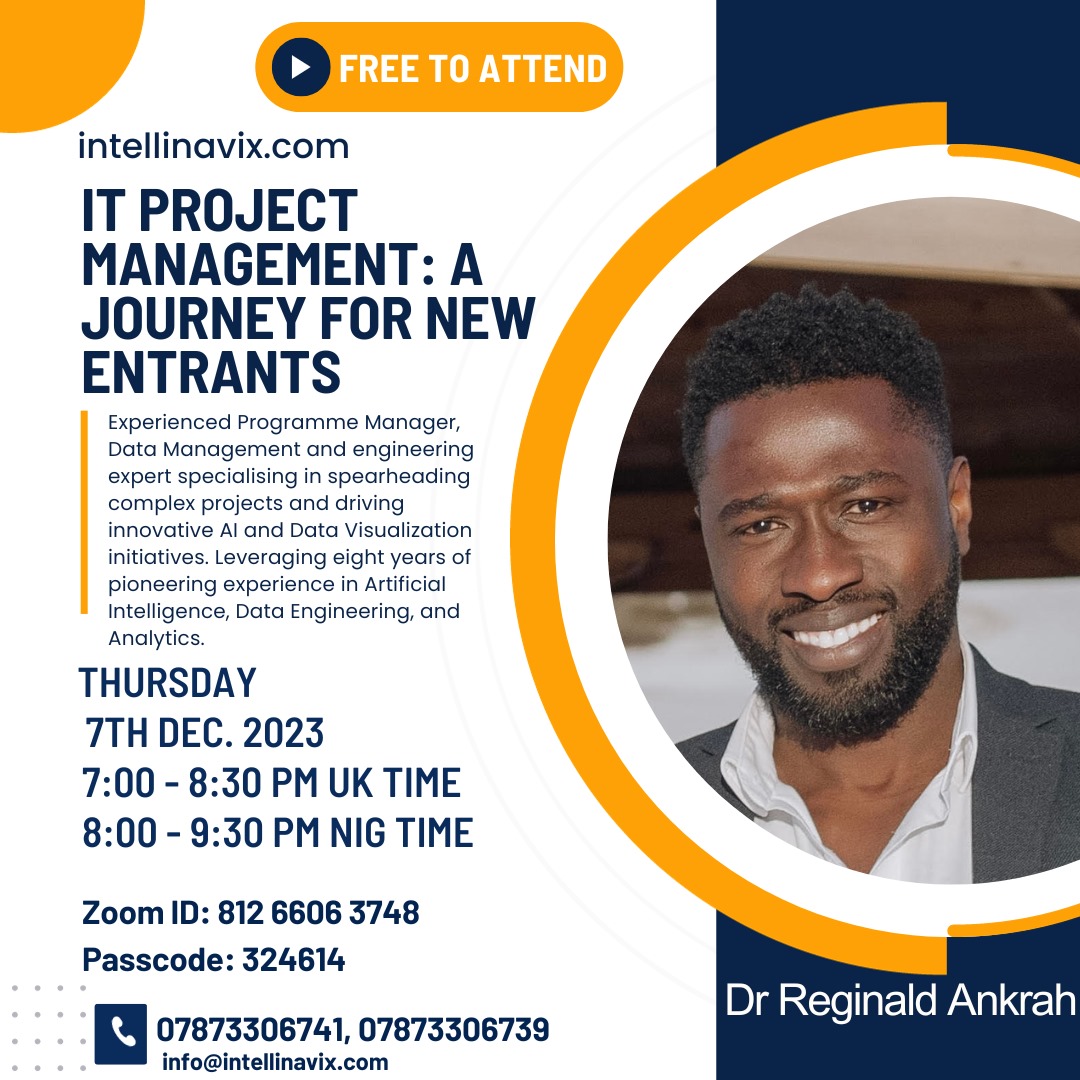 FREE TO ATTEND
intellinavix.com
IT PROJECT
MANAGEMENT: A
JOURNEY FOR NEW
ENTRANTS
Experienced Programme Manager,
Data Management and engineering
expert specialising in spearheading
complex projects and driving
innovative AI and Data Visualization
initiatives. Leveraging eight years of
pioneering experience in Artificial
Intelligence, Data Engineering, and
Analytics.
THURSDAY
7TH DEC. 2023
7:00 - 8:30 PM UK TIME
8:00 - 9:30 PM NIG TIME
Zoom ID: 812 6606 3748
Passcode: 324614
07873306741, 07873306739
info@intellinavix.com
Dr Reginald Ankrah